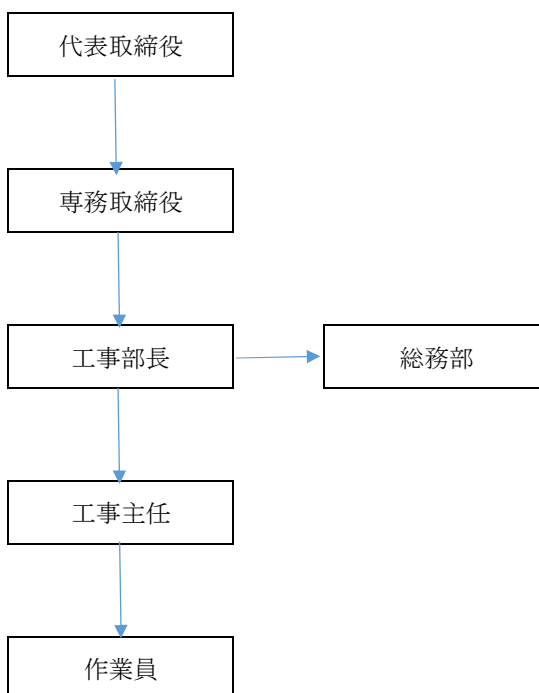 代表取締役
専務取締役
工事部長
総務部
工事主任
作業員